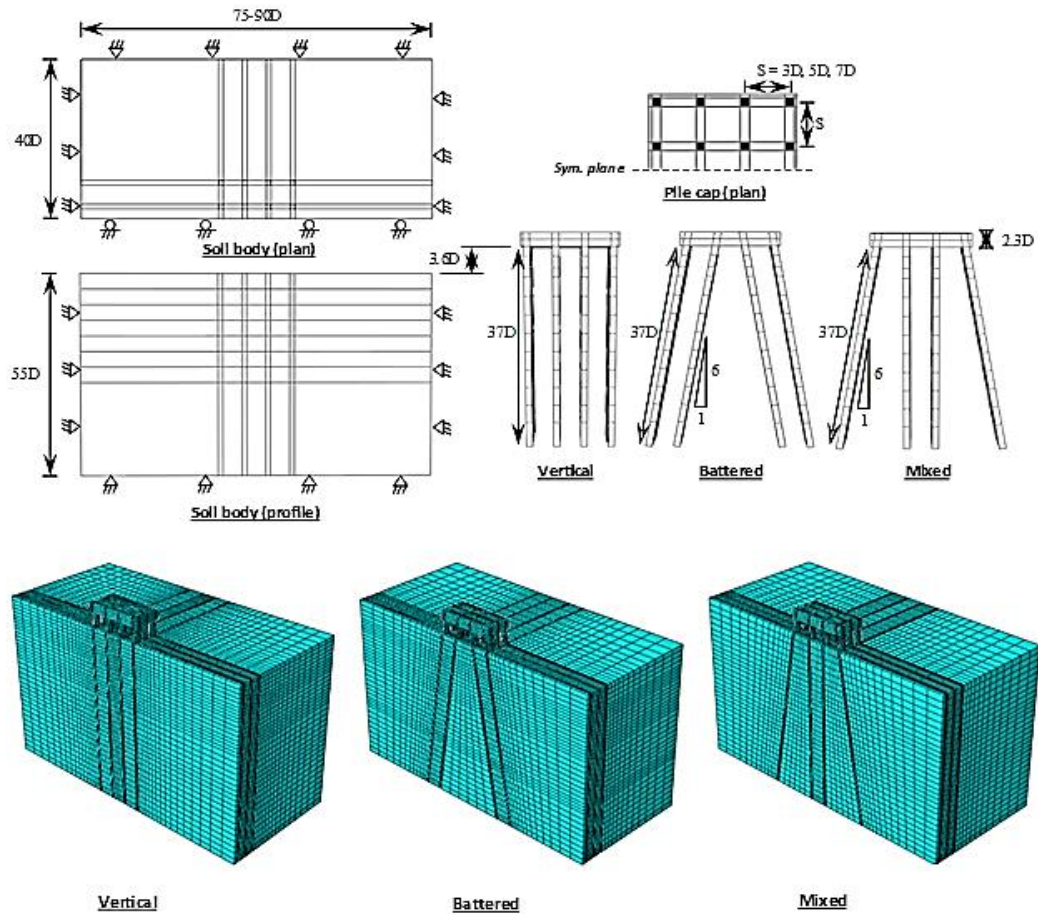 75-90D
40D
Soil body (plan)
S = 3D, 5D, 7D
S
Sym. plane
Pile cap (plan)
3.6D
55D
Soil body (profile)
37D
Vertical
37D
6
1
Battered
37D
6
1
Mixed
2.3D
Vertical
Battered
Mixed